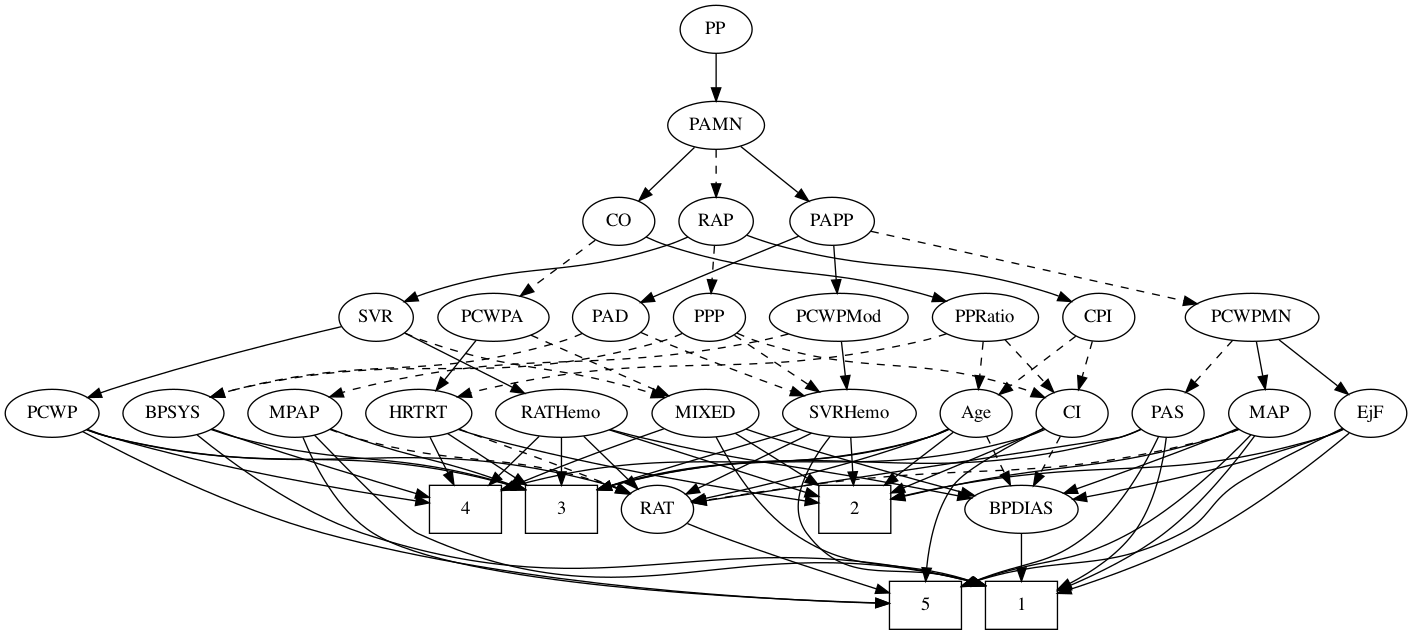 PP
PAMN
CO RAP PAPP
SVR PCWPA PAD PPP PCWPMod PPRatio CPI PCWPMN
PCWP BPSYS MPAP HRTRT RATHemo MIXED SVRHemo Age CI PAS MAP EjF
4 3 RAT 2 BPDIAS
5 1